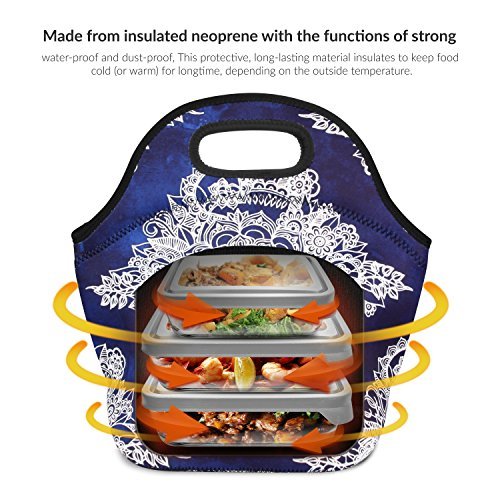 Made from insulated neoprene with the functions of strong
water-proof and dust-proof, This protective, long-lasting material insulates to keep food
cold (or warm) for longtime, depending on the outside temperature.